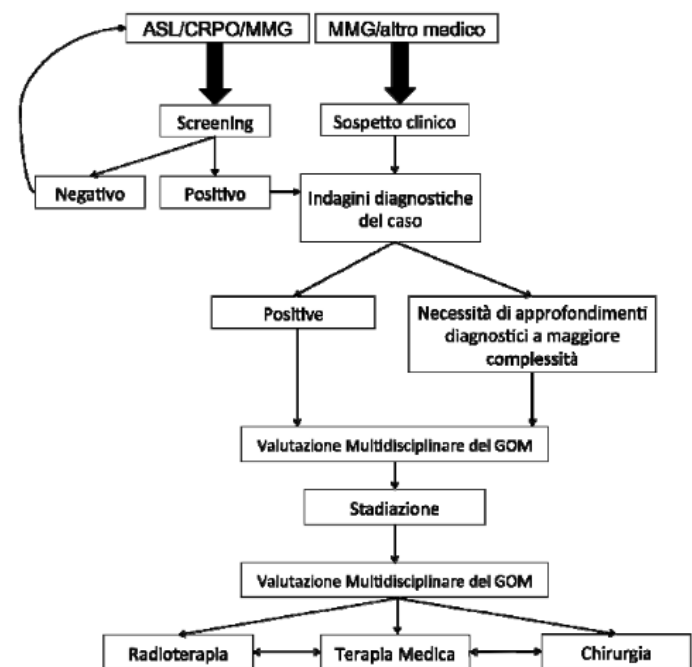 ASL/CRPO/MMG
MMG/altro medico
Screening
Sospetto clinico
Negativo
Positivo
Indagini diagnostiche
del caso
Positive
Necessità di approfondimenti
diagnostici a maggiore
complessità
Valutazione Multidisciplinare del GOM
Stadiazione
Valutazione Multidisciplinare del GOM
Radioterapia
Terapia Medica
Chirurgia